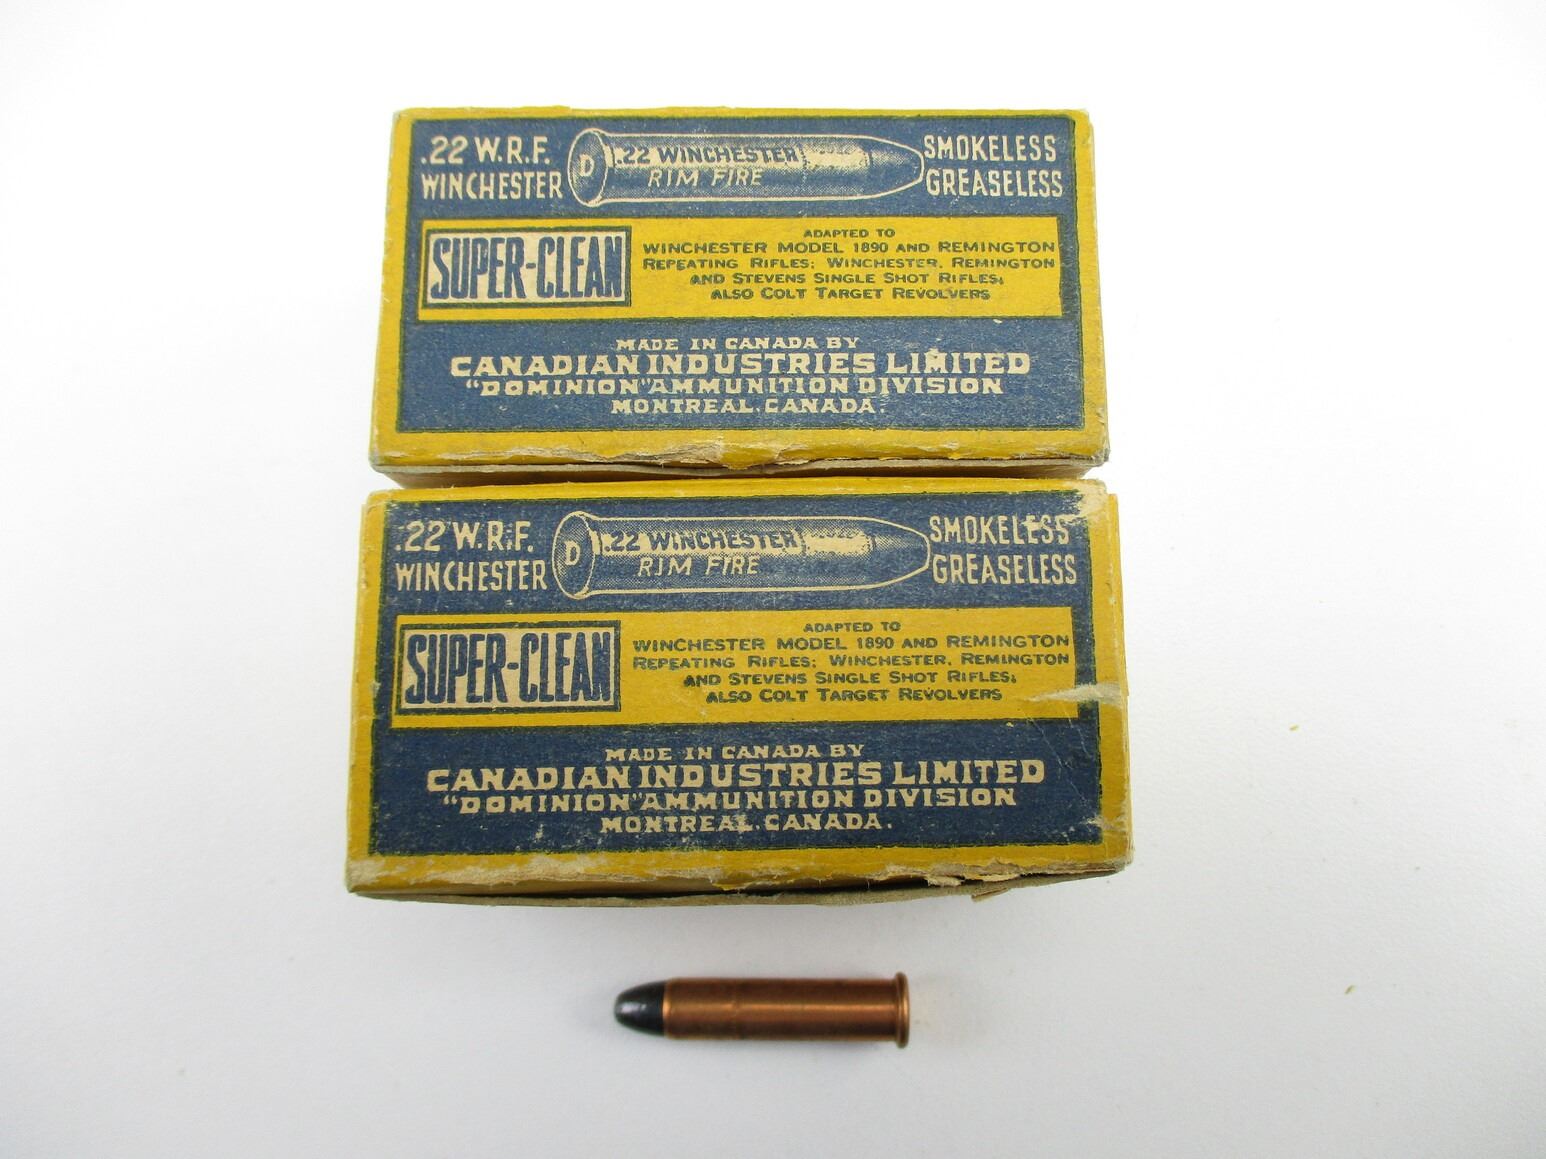 .22 W.R.F.
WINCHESTER
D
.22 WINCHESTER
RIM FIRE
SMOKELESS
GREASELESS
SUPER-CLEAN
ADAPTED TO
WINCHESTER MODEL 1890 AND REMINGTON
REPEATING RIFLES; WINCHESTER, REMINGTON
AND STEVENS SINGLE SHOT RIFLES;
ALSO COLT TARGET REVOLVERS
MADE IN CANADA BY
CANADIAN INDUSTRIES LIMITED
"DOMINION" AMMUNITION DIVISION
MONTREAL, CANADA.
.22 W.R.F.
WINCHESTER
D
.22 WINCHESTER
RIM FIRE
SMOKELESS
GREASELESS
SUPER-CLEAN
ADAPTED TO
WINCHESTER MODEL 1890 AND REMINGTON
REPEATING RIFLES; WINCHESTER, REMINGTON
AND STEVENS SINGLE SHOT RIFLES;
ALSO COLT TARGET REVOLVERS
MADE IN CANADA BY
CANADIAN INDUSTRIES LIMITED
"DOMINION" AMMUNITION DIVISION
MONTREAL, CANADA.